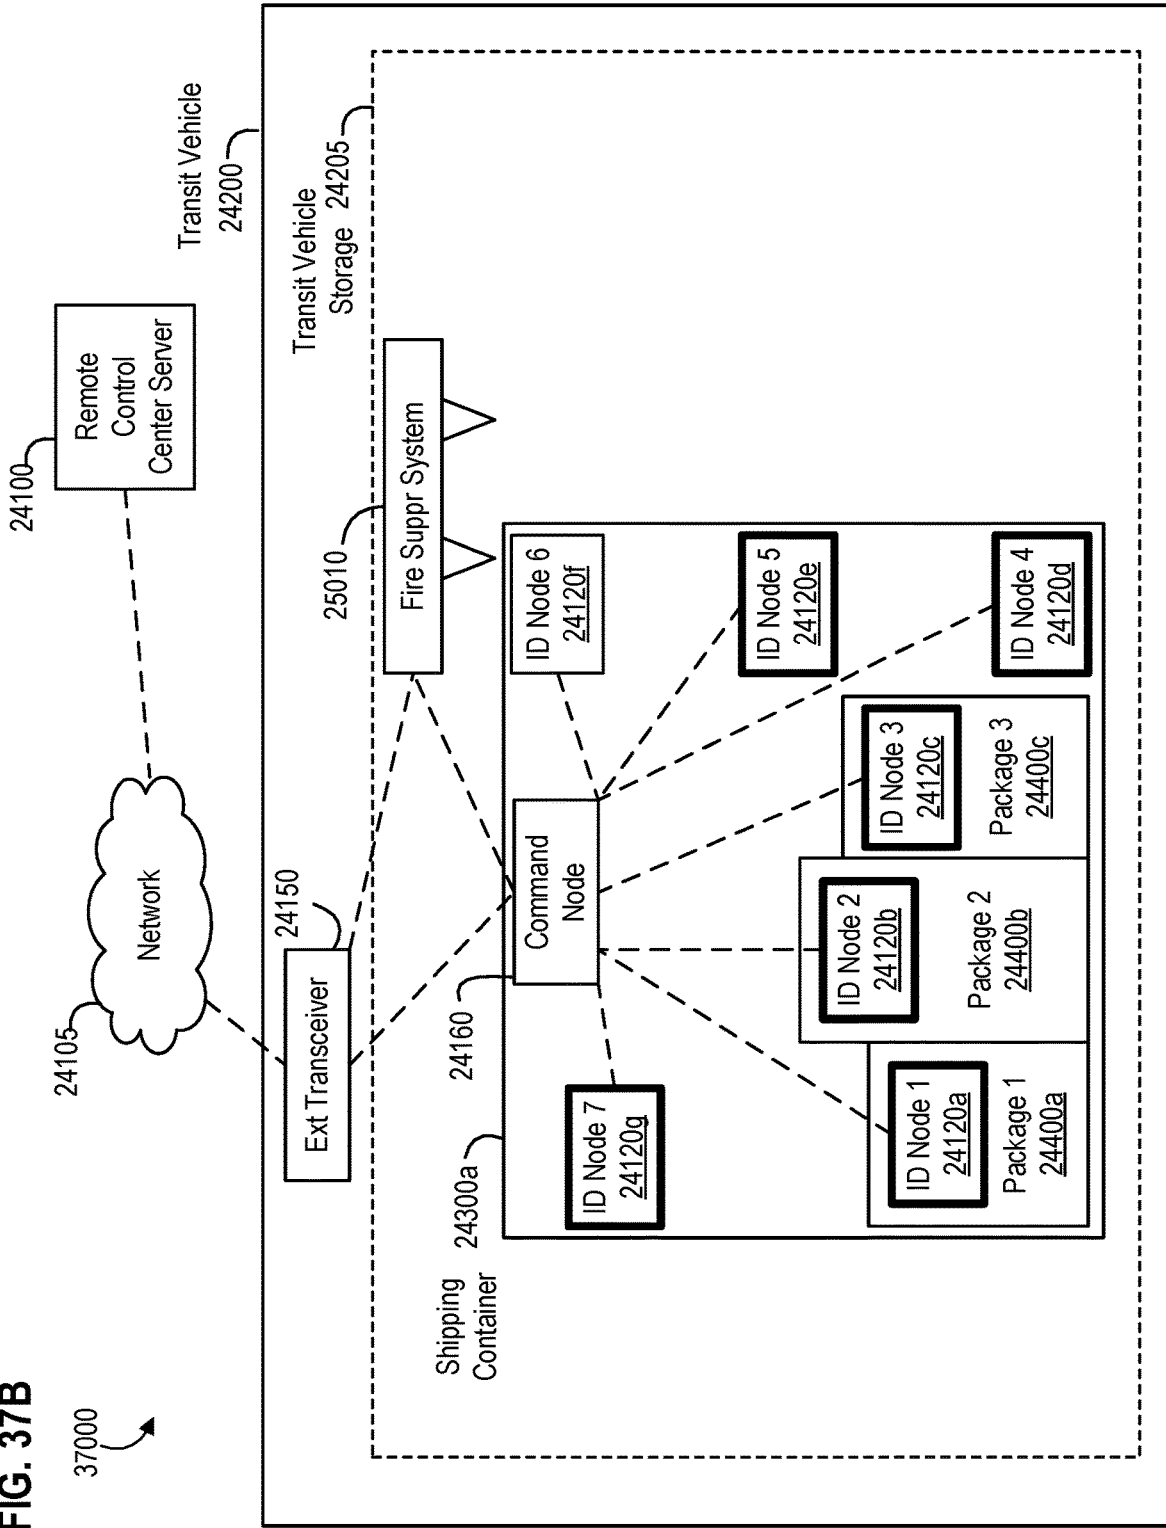 FIG. 37B
37000
24105
Network
24100
Remote
Control
Center Server
Transit Vehicle
24200
Ext Transceiver
24150
Transit Vehicle
Storage 24205
25010
Fire Suppr System
Shipping
Container
24300a
24160
Command
Node
ID Node 6
24120f
ID Node 7
24120g
ID Node 5
24120e
ID Node 1
24120a
Package 1
24400a
ID Node 2
24120b
Package 2
24400b
ID Node 3
24120c
Package 3
24400c
ID Node 4
24120d